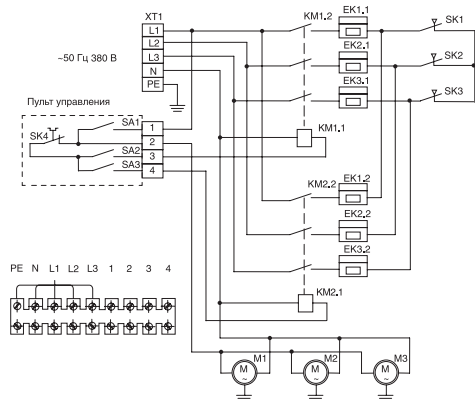 XT1
L1
L2
L3
N
PE
~50 Гц 380 В
KM1.2
EK1.1
EK2.1
EK3.1
SK1
SK2
SK3
Пульт управления
SK4
SA1
SA2
SA3
1
2
3
4
KM1.1
KM2.2
EK1.2
EK2.2
EK3.2
KM2.1
PE N L1 L2 L3 1 2 3 4
M1 M2 M3
M ~ M ~ M ~